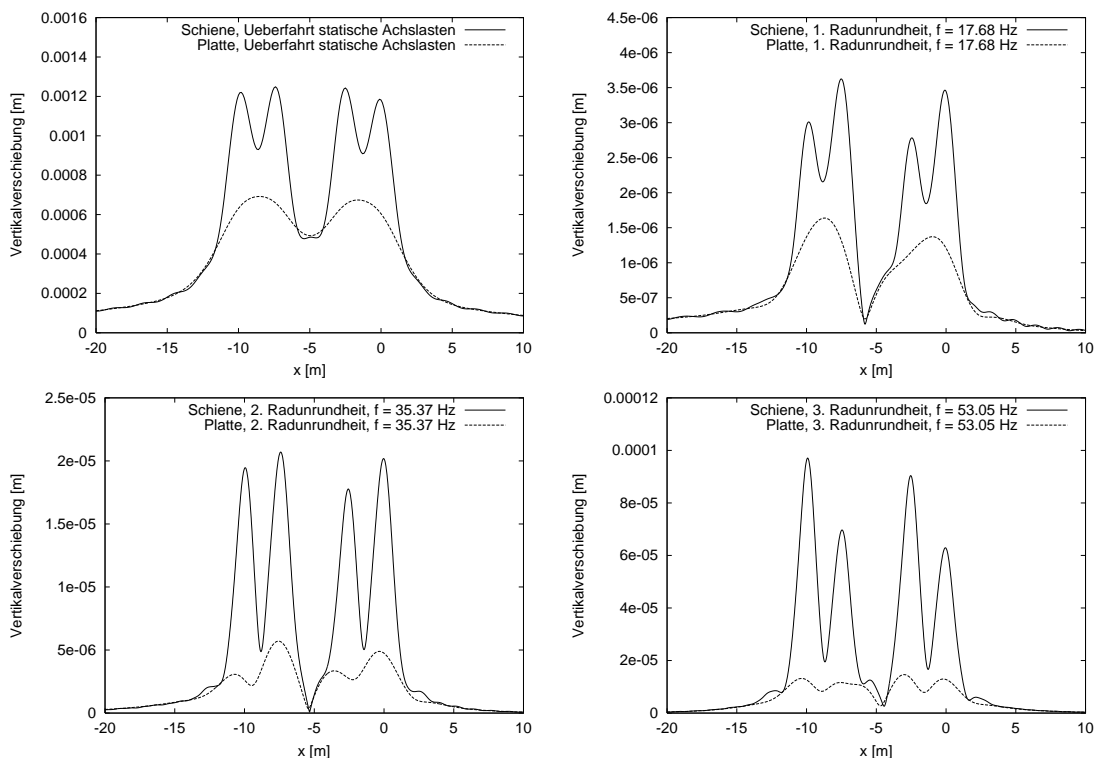 Schiene, Ueberfahrt statische Achslasten
Platte, Ueberfahrt statische Achslasten
Vertikalverschiebung [m]
0.0016
0.0014
0.0012
0.001
0.0008
0.0006
0.0004
0.0002
0
-20 -15 -10 -5 0 5 10
x [m]
Schiene, 1. Radunrundheit, f = 17.68 Hz
Platte, 1. Radunrundheit, f = 17.68 Hz
Vertikalverschiebung [m]
4.5e-06
4e-06
3.5e-06
3e-06
2.5e-06
2e-06
1.5e-06
1e-06
5e-07
0
-20 -15 -10 -5 0 5 10
x [m]
Schiene, 2. Radunrundheit, f = 35.37 Hz
Platte, 2. Radunrundheit, f = 35.37 Hz
Vertikalverschiebung [m]
2.5e-05
2e-05
1.5e-05
1e-05
5e-06
0
-20 -15 -10 -5 0 5 10
x [m]
Schiene, 3. Radunrundheit, f = 53.05 Hz
Platte, 3. Radunrundheit, f = 53.05 Hz
Vertikalverschiebung [m]
0.00012
0.0001
8e-05
6e-05
4e-05
2e-05
0
-20 -15 -10 -5 0 5 10
x [m]